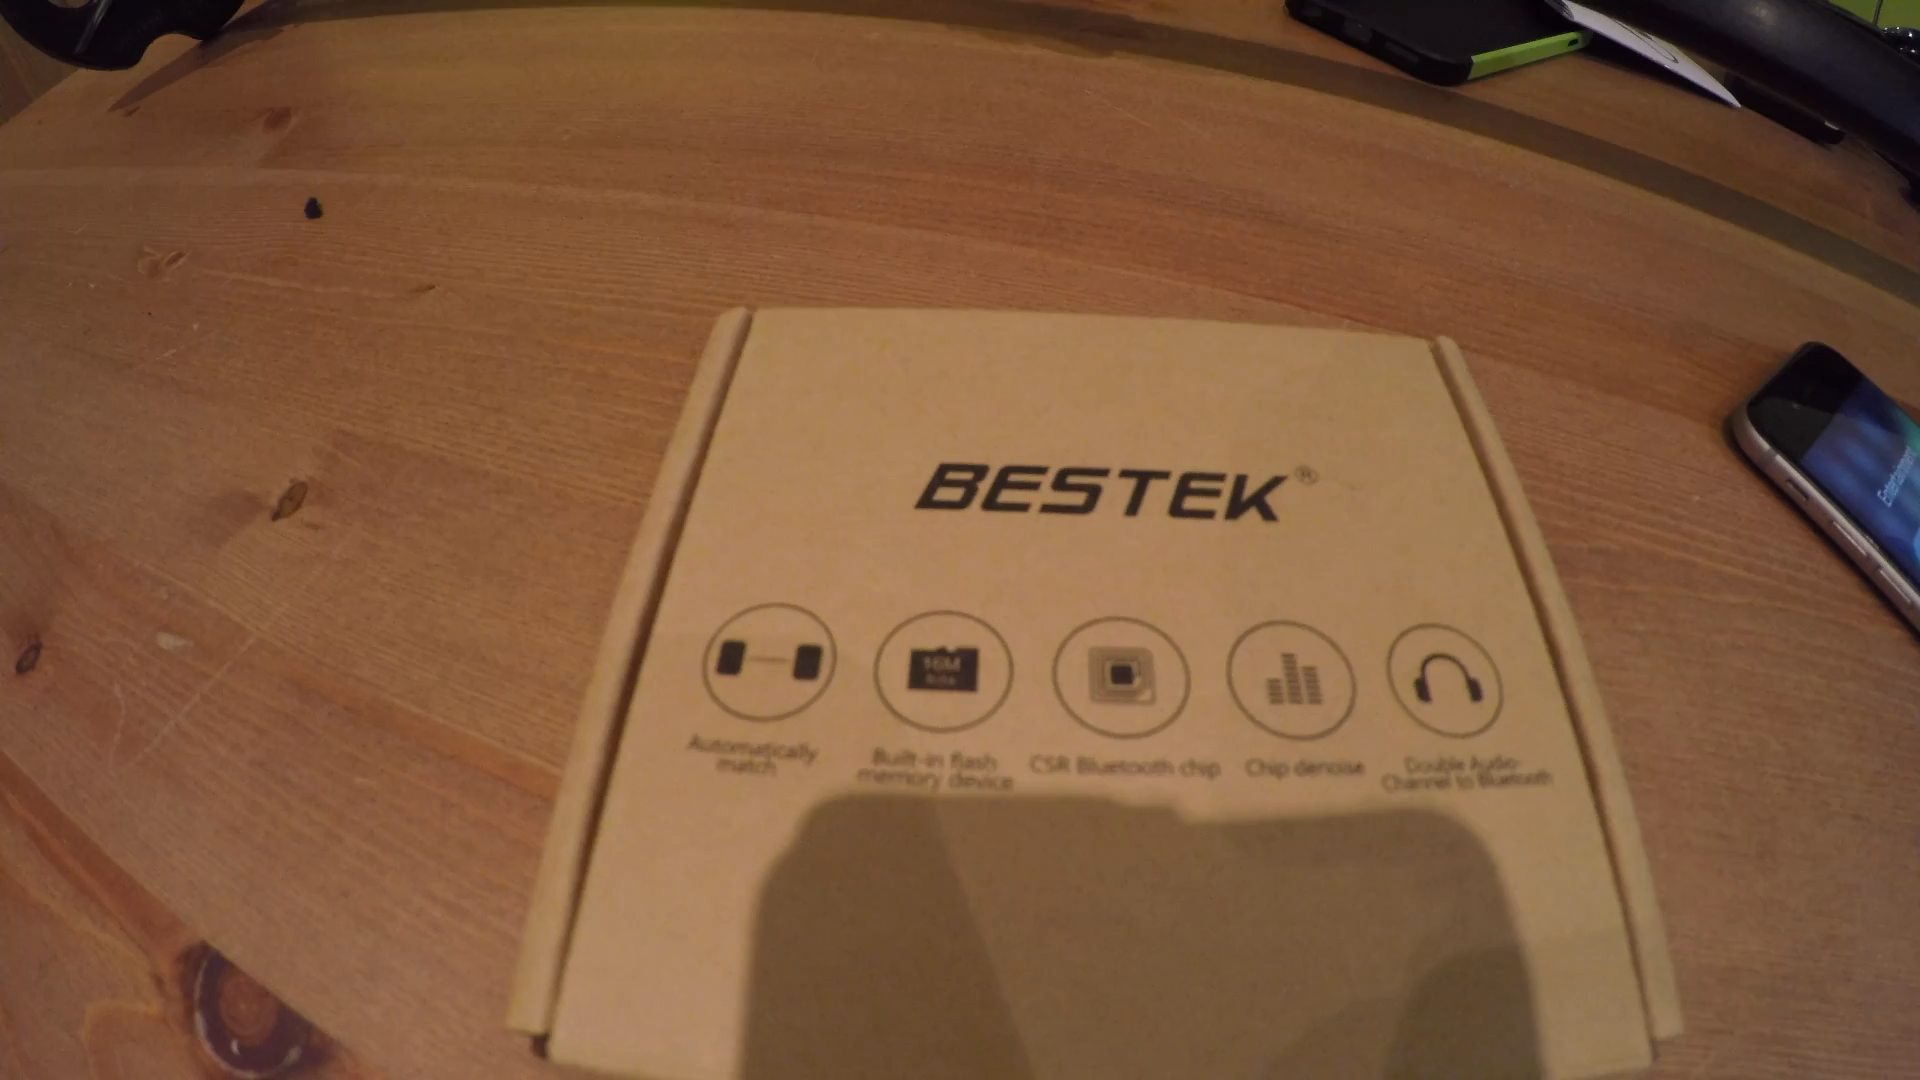 BESTEK®
16M
Automatically
match
Built-in flash
memory device
CSR Bluetooth chip
Chip denoise
Double Audio-
Channel to Bluetooth
Entertainment